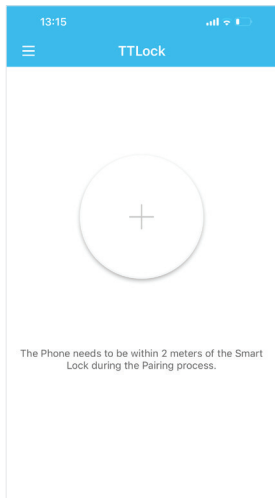 13:15
TTLock
The Phone needs to be within 2 meters of the Smart
Lock during the Pairing process.